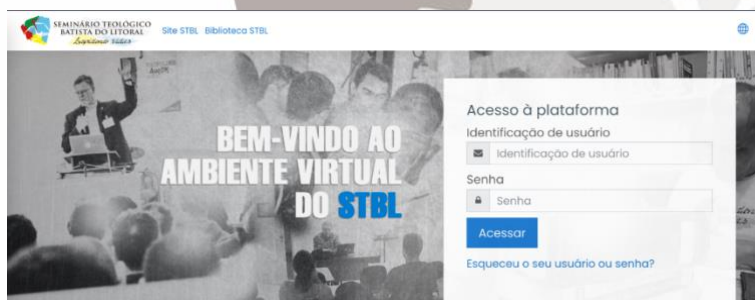 SEMINÁRIO TEOLÓGICO
BATISTA DO LITORAL
Site STBL Biblioteca STBL
BEM-VINDO AO
AMBIENTE VIRTUAL
DO STBL
Acesso à plataforma
Identificação de usuário
Identificação de usuário
Senha
Senha
Acessar
Esqueceu o seu usuário ou senha?